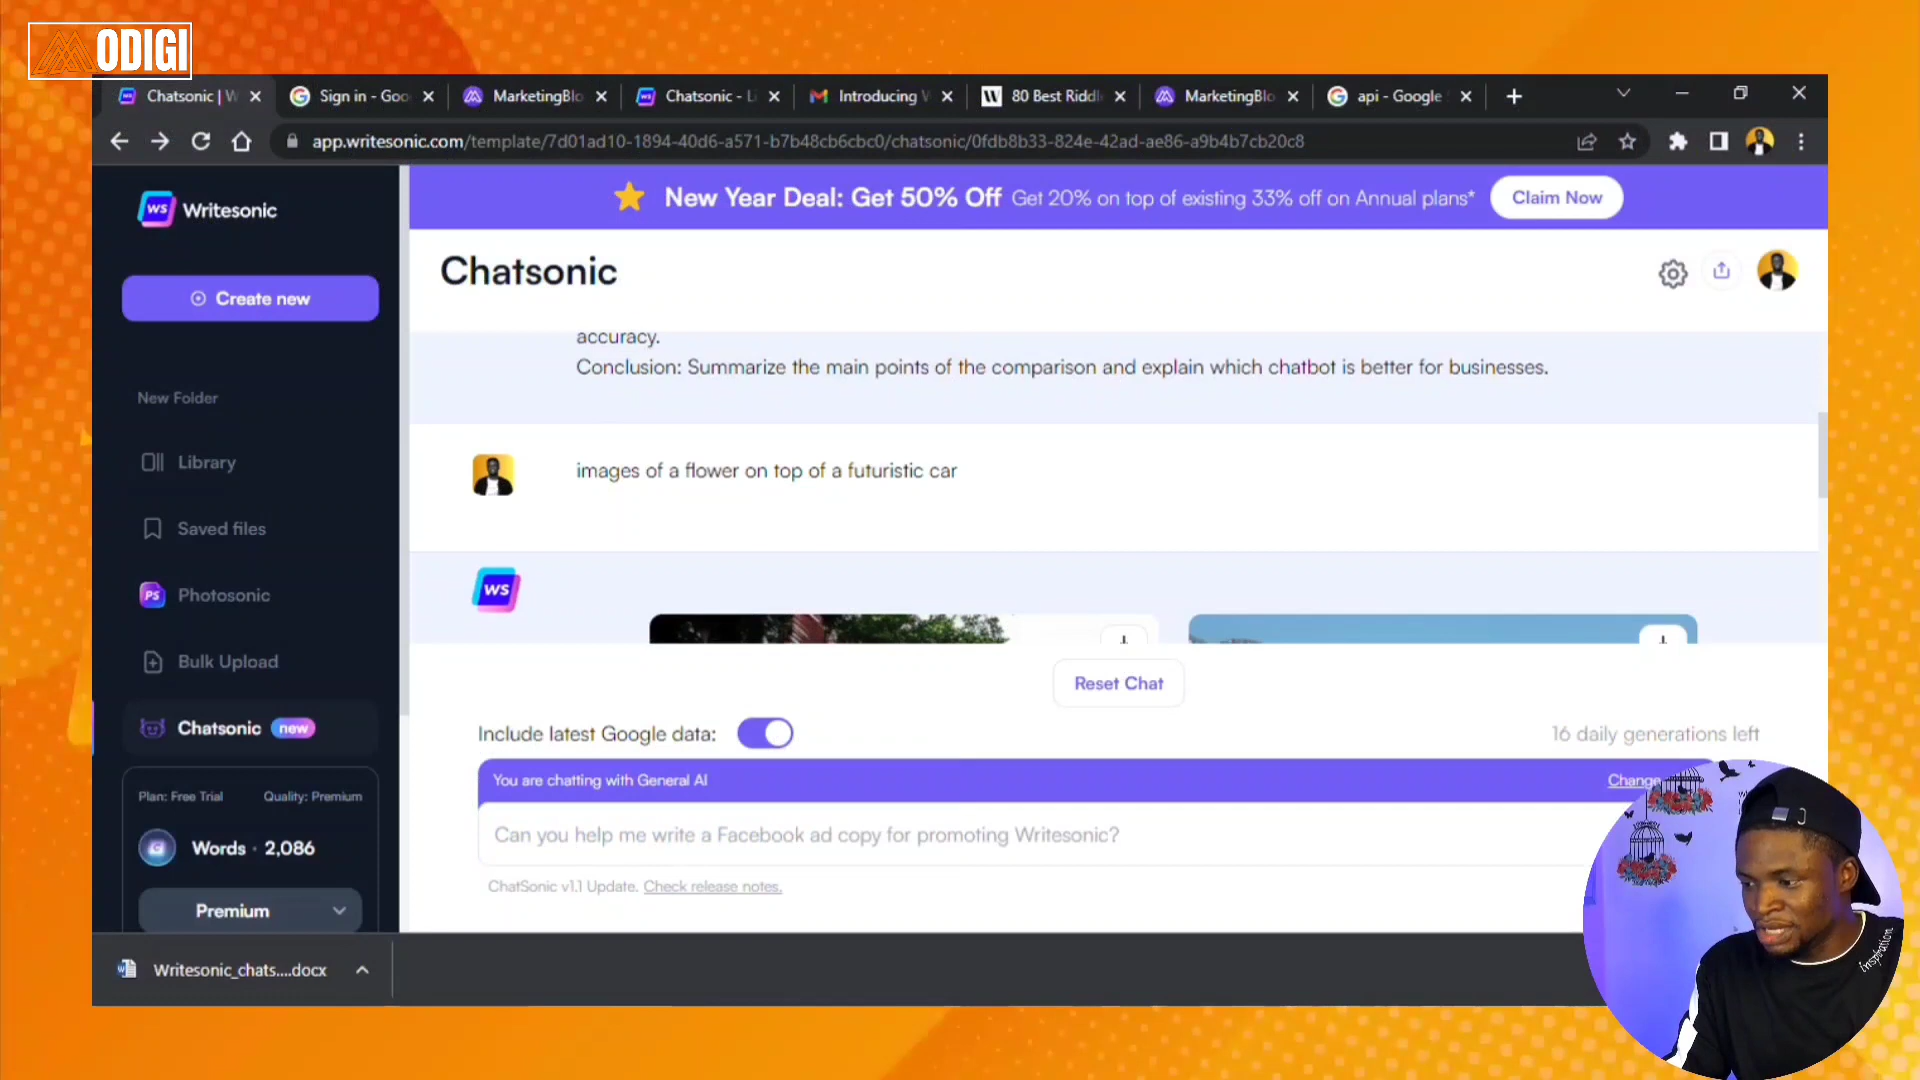 MODIGI
Chatsonic | W
Sign in - Goo
MarketingBlo
Chatsonic - Li
Introducing W
80 Best Riddl
MarketingBlo
api - Google
app.writesonic.com/template/7d01ad10-1894-40d6-a571-b7b48cb6cbc0/chatsonic/0fdb8b33-824e-42ad-ae86-a9b4b7cb20c8
WS Writesonic
New Year Deal: Get 50% Off Get 20% on top of existing 33% off on Annual plans* Claim Now
Create new
Chatsonic
New Folder
Library
Saved files
PS Photosonic
Bulk Upload
Chatsonic new
Plan: Free Trial Quality: Premium
Words · 2,086
Premium
accuracy.
Conclusion: Summarize the main points of the comparison and explain which chatbot is better for businesses.
images of a flower on top of a futuristic car
WS
Reset Chat
Include latest Google data:
16 daily generations left
You are chatting with General AI
Change
Can you help me write a Facebook ad copy for promoting Writesonic?
ChatSonic v1.1 Update. Check release notes.
Writesonic_chats....docx
Inspiration